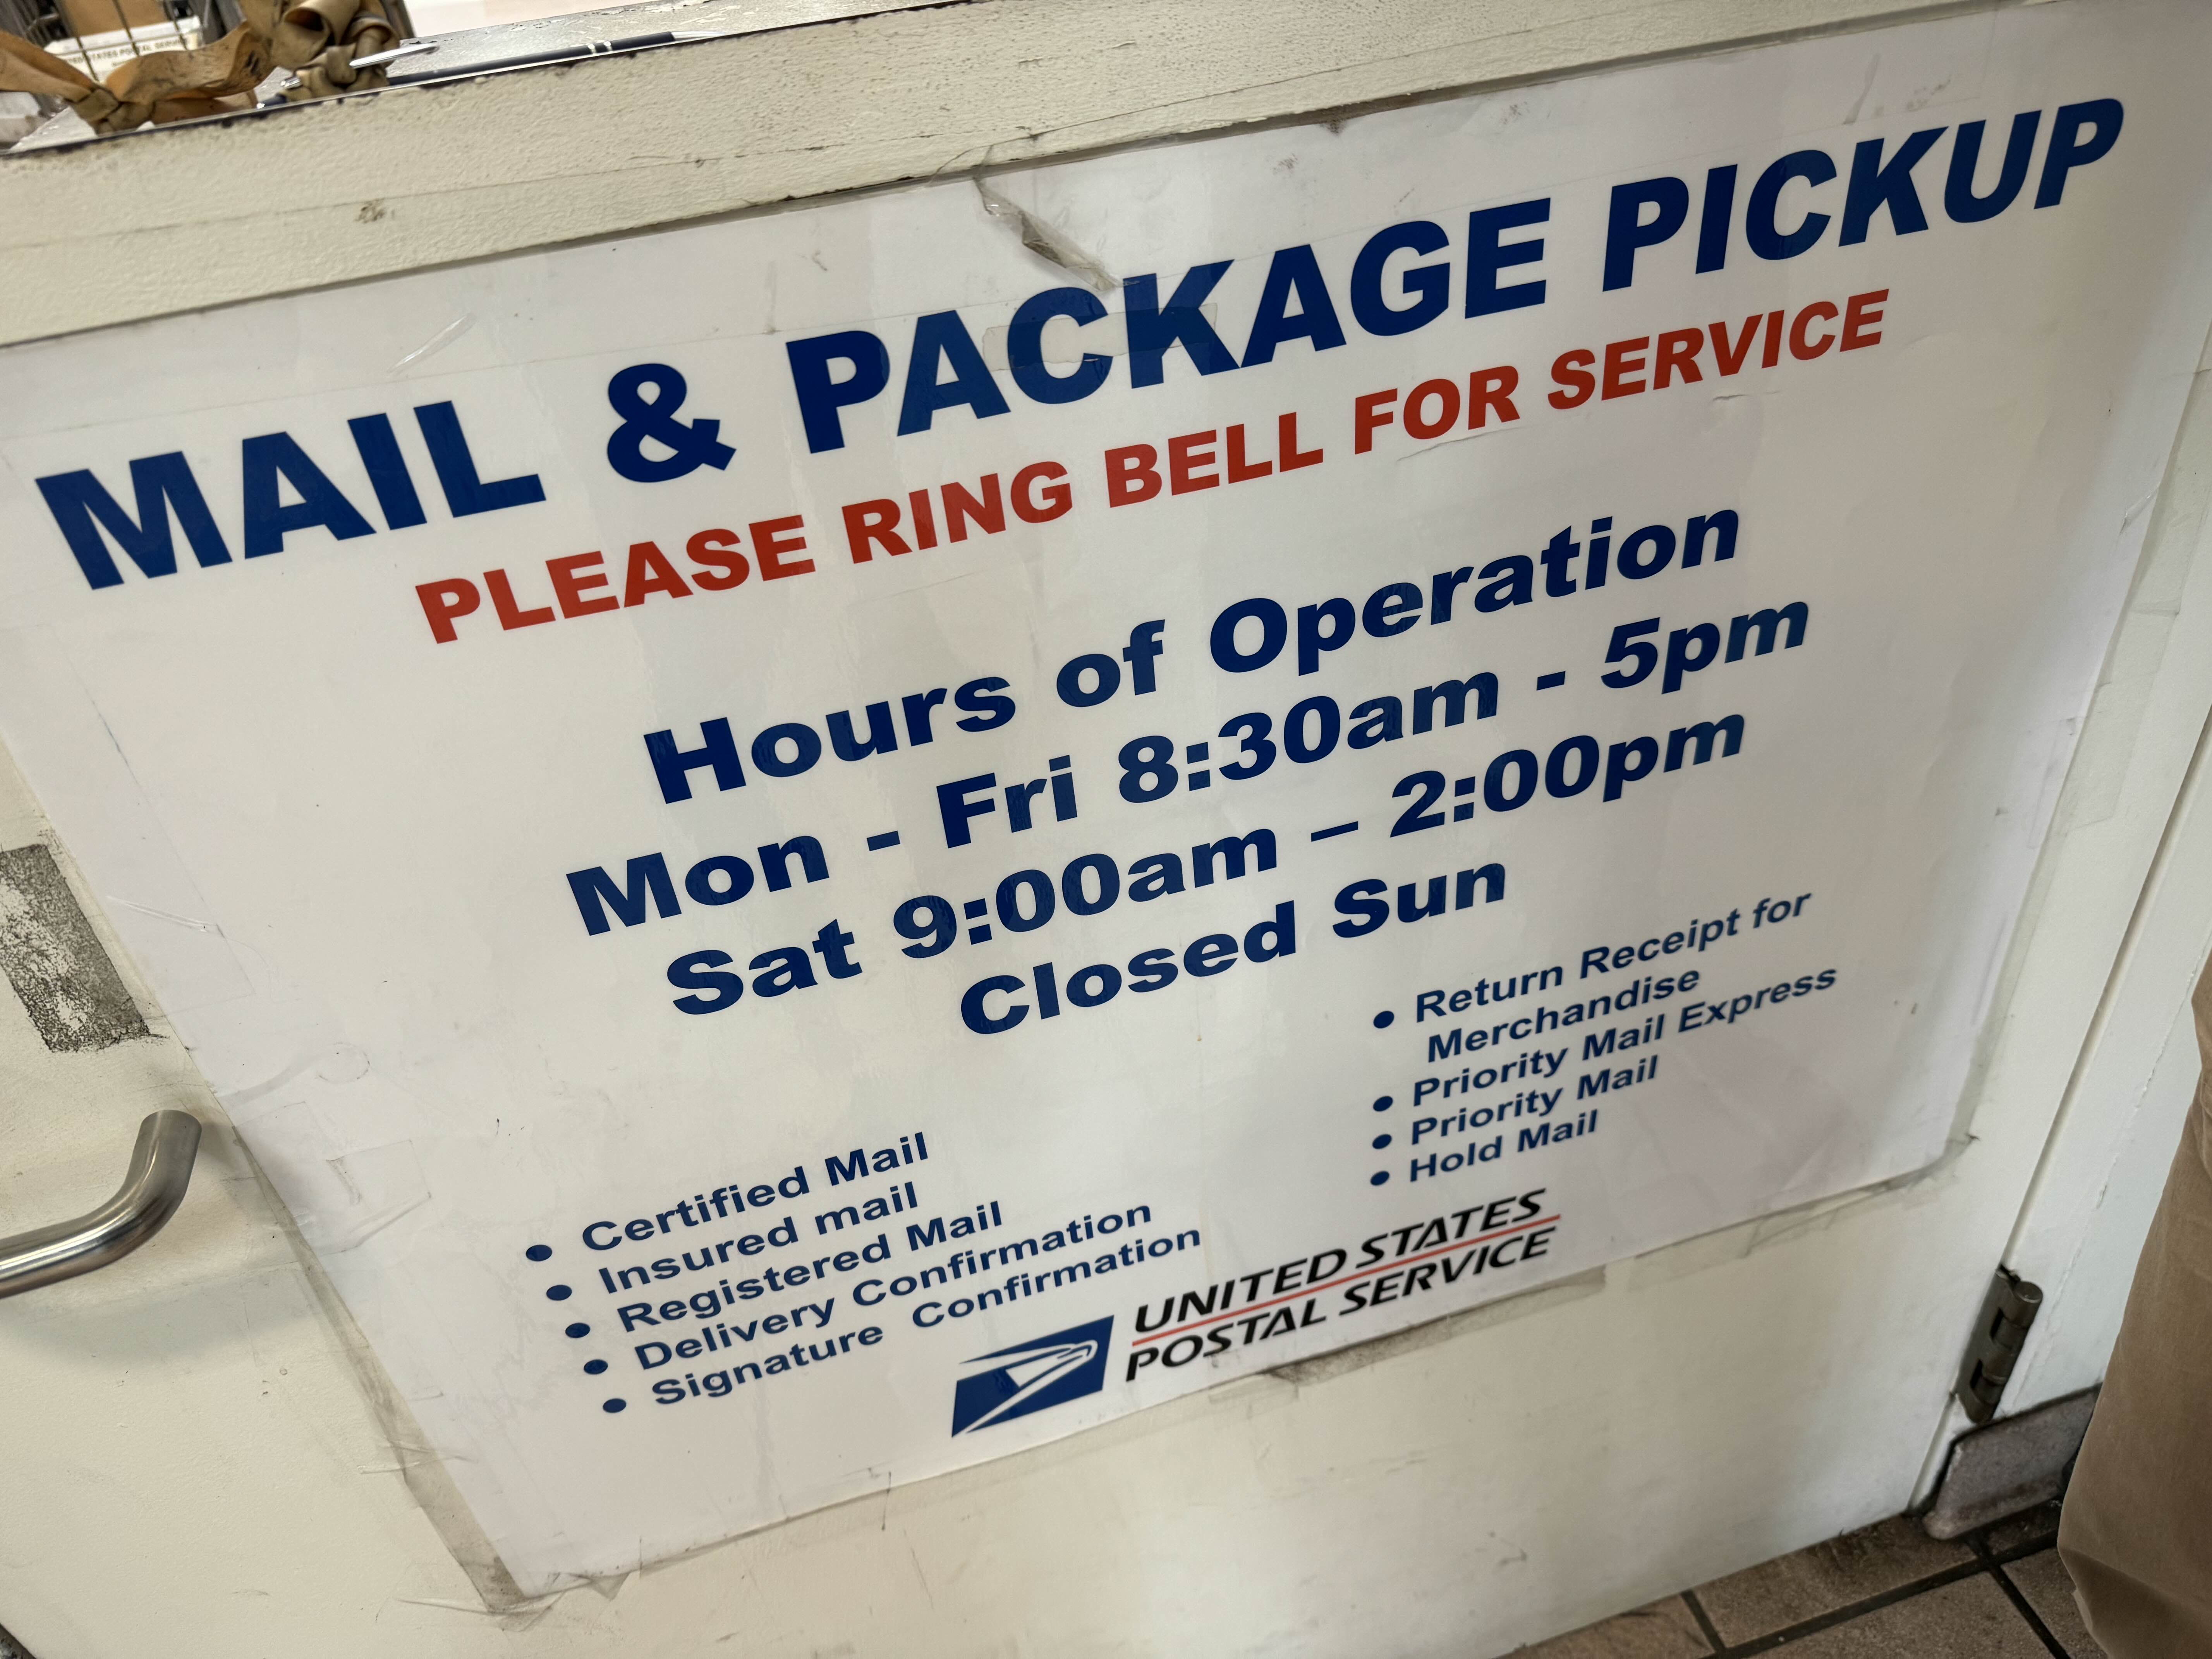 MAIL & PACKAGE PICKUP
PLEASE RING BELL FOR SERVICE
Hours of Operation
Mon - Fri 8:30am - 5pm
Sat 9:00am – 2:00pm
Closed Sun
• Certified Mail
• Insured mail
• Registered Mail
• Delivery Confirmation
• Signature Confirmation
• Return Receipt for
Merchandise
• Priority Mail Express
• Priority Mail
• Hold Mail
UNITED STATES
POSTAL SERVICE